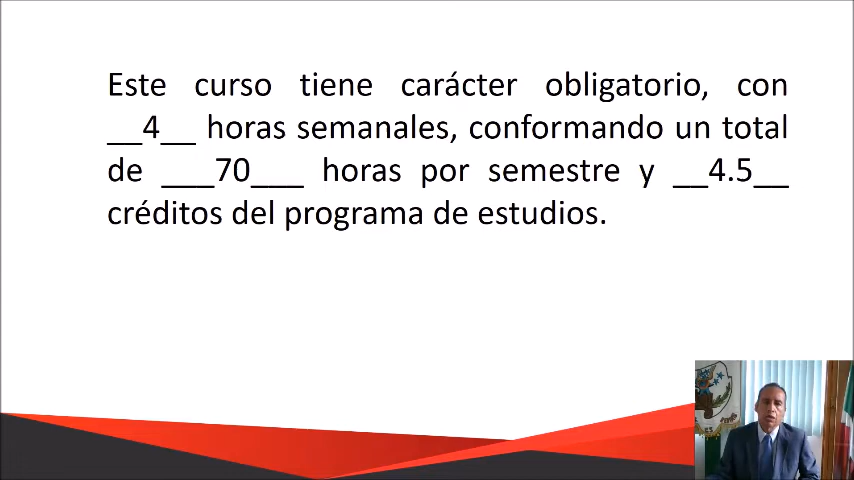 Este curso tiene carácter obligatorio, con
__4__ horas semanales, conformando un total
de ___70___ horas por semestre y __4.5__
créditos del programa de estudios.